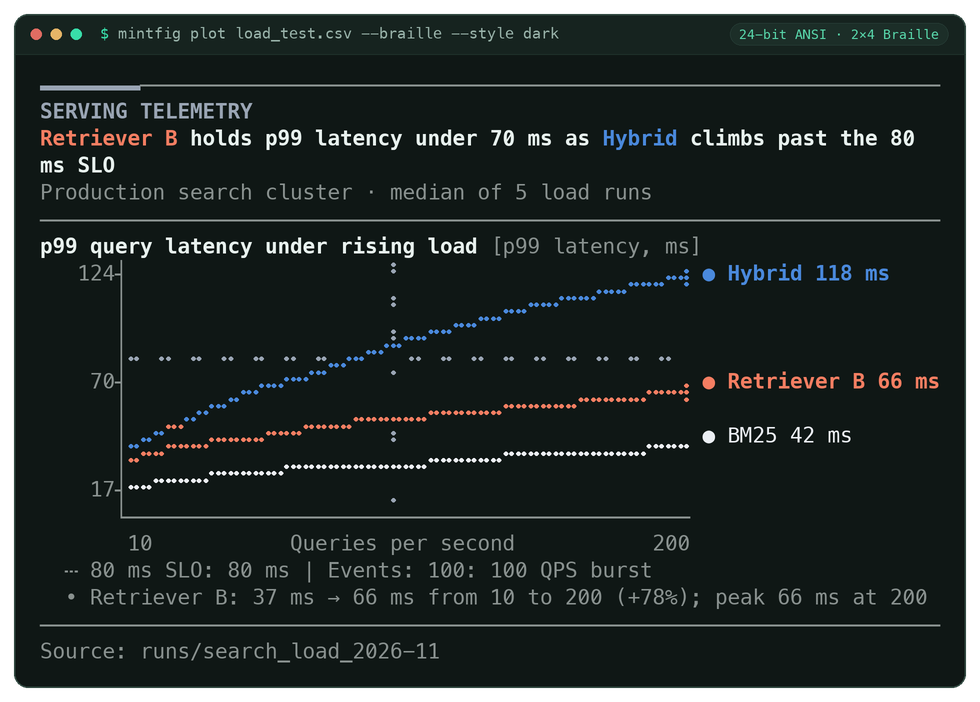 $ mintfig plot load_test.csv --braille --style dark
24-bit ANSI · 2×4 Braille
SERVING TELEMETRY
Retriever B holds p99 latency under 70 ms as Hybrid climbs past the 80
ms SLO
Production search cluster · median of 5 load runs
p99 query latency under rising load [p99 latency, ms]
124
Hybrid 118 ms
70
Retriever B 66 ms
BM25 42 ms
17
10 Queries per second 200
┄ 80 ms SLO: 80 ms | Events: 100: 100 QPS burst
• Retriever B: 37 ms → 66 ms from 10 to 200 (+78%); peak 66 ms at 200
Source: runs/search_load_2026-11